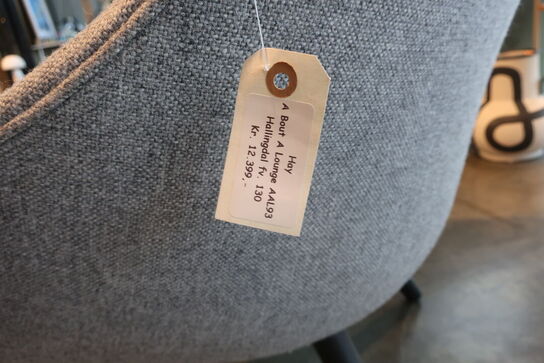 Hay
A Bout A Lounge AAL93
Hallingdal fv. 130
Kr. 12.399,-